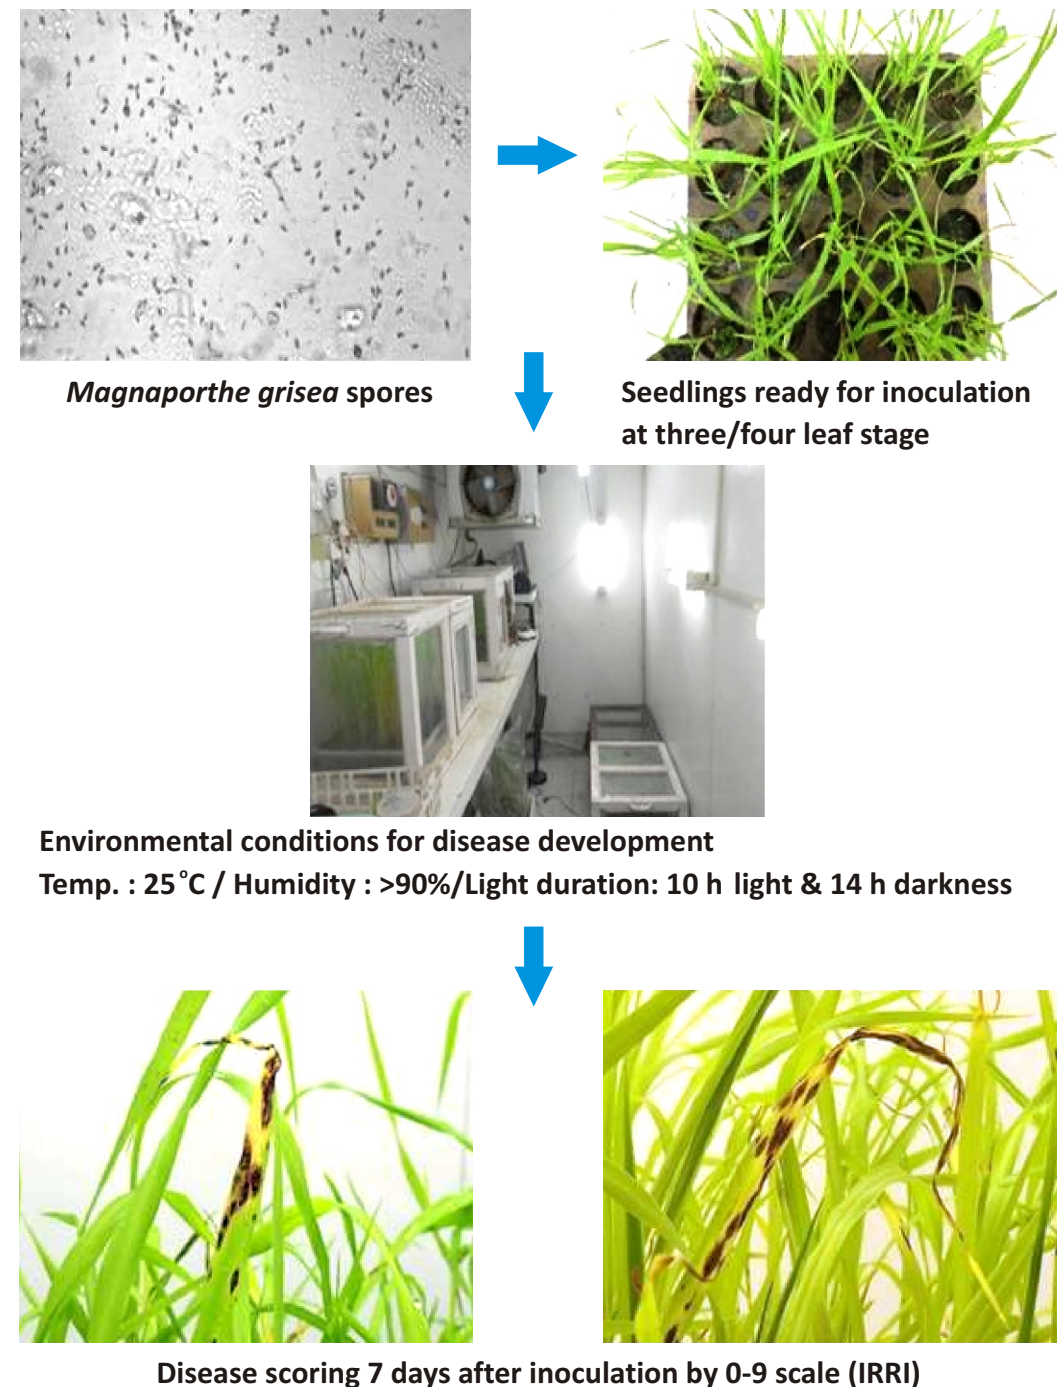 Magnaporthe grisea spores
Seedlings ready for inoculation
at three/four leaf stage
Environmental conditions for disease development
Temp. : 25°C / Humidity : >90%/Light duration: 10 h light & 14 h darkness
Disease scoring 7 days after inoculation by 0-9 scale (IRRI)